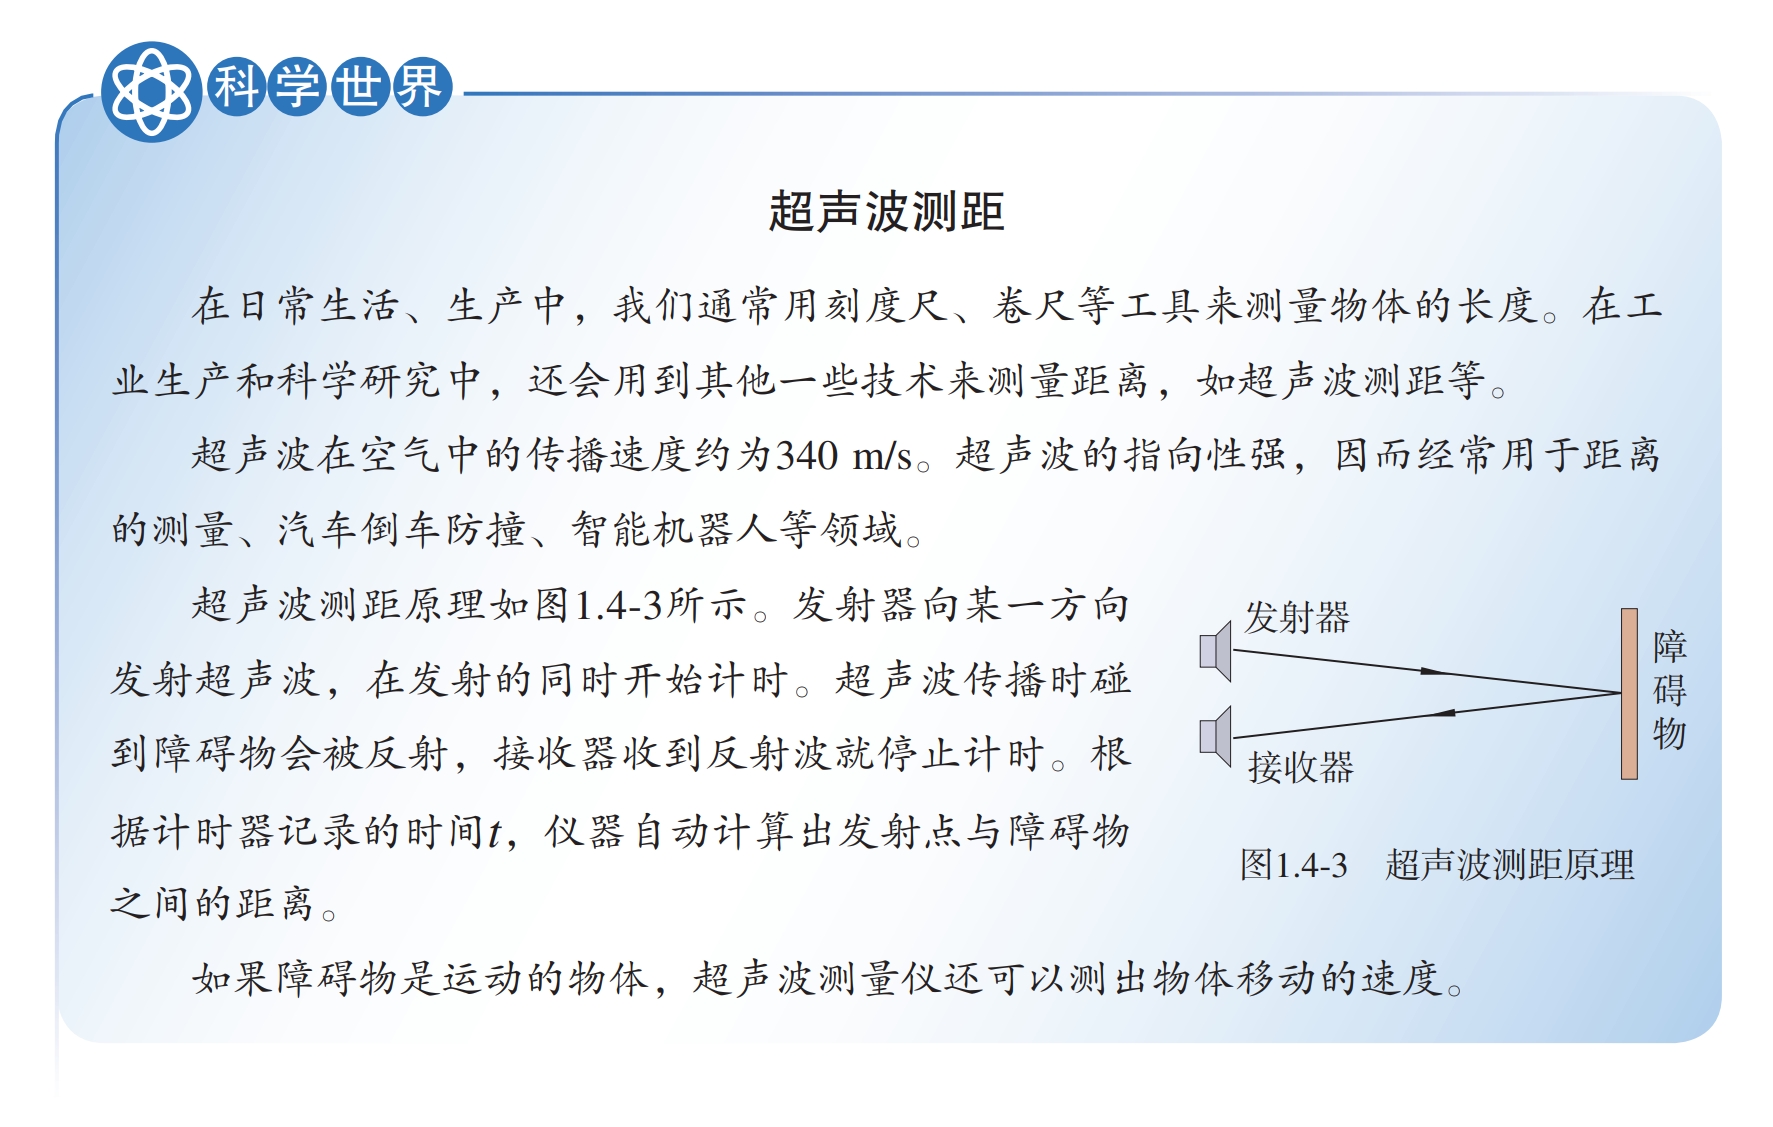 科学世界
超声波测距
在日常生活、生产中，我们通常用刻度尺、卷尺等工具来测量物体的长度。在工
业生产和科学研究中，还会用到其他一些技术来测量距离，如超声波测距等。
超声波在空气中的传播速度约为340 m/s。超声波的指向性强，因而经常用于距离
的测量、汽车倒车防撞、智能机器人等领域。
超声波测距原理如图1.4-3所示。发射器向某一方向
发射超声波，在发射的同时开始计时。超声波传播时碰
到障碍物会被反射，接收器收到反射波就停止计时。根
据计时器记录的时间t，仪器自动计算出发射点与障碍物
之间的距离。
发射器
接收器
障碍物
图1.4-3 超声波测距原理
如果障碍物是运动的物体，超声波测量仪还可以测出物体移动的速度。